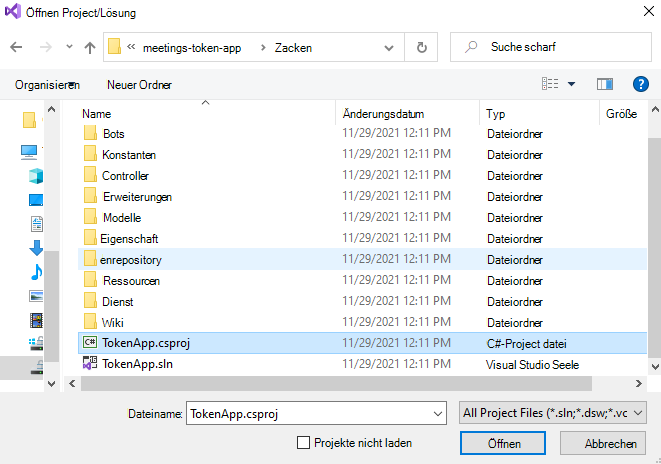 Öffnen Project/Lösung
meetings-token-app Zacken
Suche scharf
Organisieren Neuer Ordner
Name Änderungsdatum Typ Größe
Bots 11/29/2021 12:11 PM Dateiordner
Konstanten 11/29/2021 12:11 PM Dateiordner
Controller 11/29/2021 12:11 PM Dateiordner
Erweiterungen 11/29/2021 12:11 PM Dateiordner
Modelle 11/29/2021 12:11 PM Dateiordner
Eigenschaft 11/29/2021 12:11 PM Dateiordner
enrepository 11/29/2021 12:11 PM Dateiordner
Ressourcen 11/29/2021 12:11 PM Dateiordner
Dienst 11/29/2021 12:11 PM Dateiordner
Wiki 11/29/2021 12:11 PM Dateiordner
C# TokenApp.csproj 11/29/2021 12:11 PM C#-Project datei
TokenApp.sln 11/29/2021 12:11 PM Visual Studio Seele
Dateiname: TokenApp.csproj All Project Files (*.sln;*.dsw;*.vc
Projekte nicht laden Öffnen Abbrechen